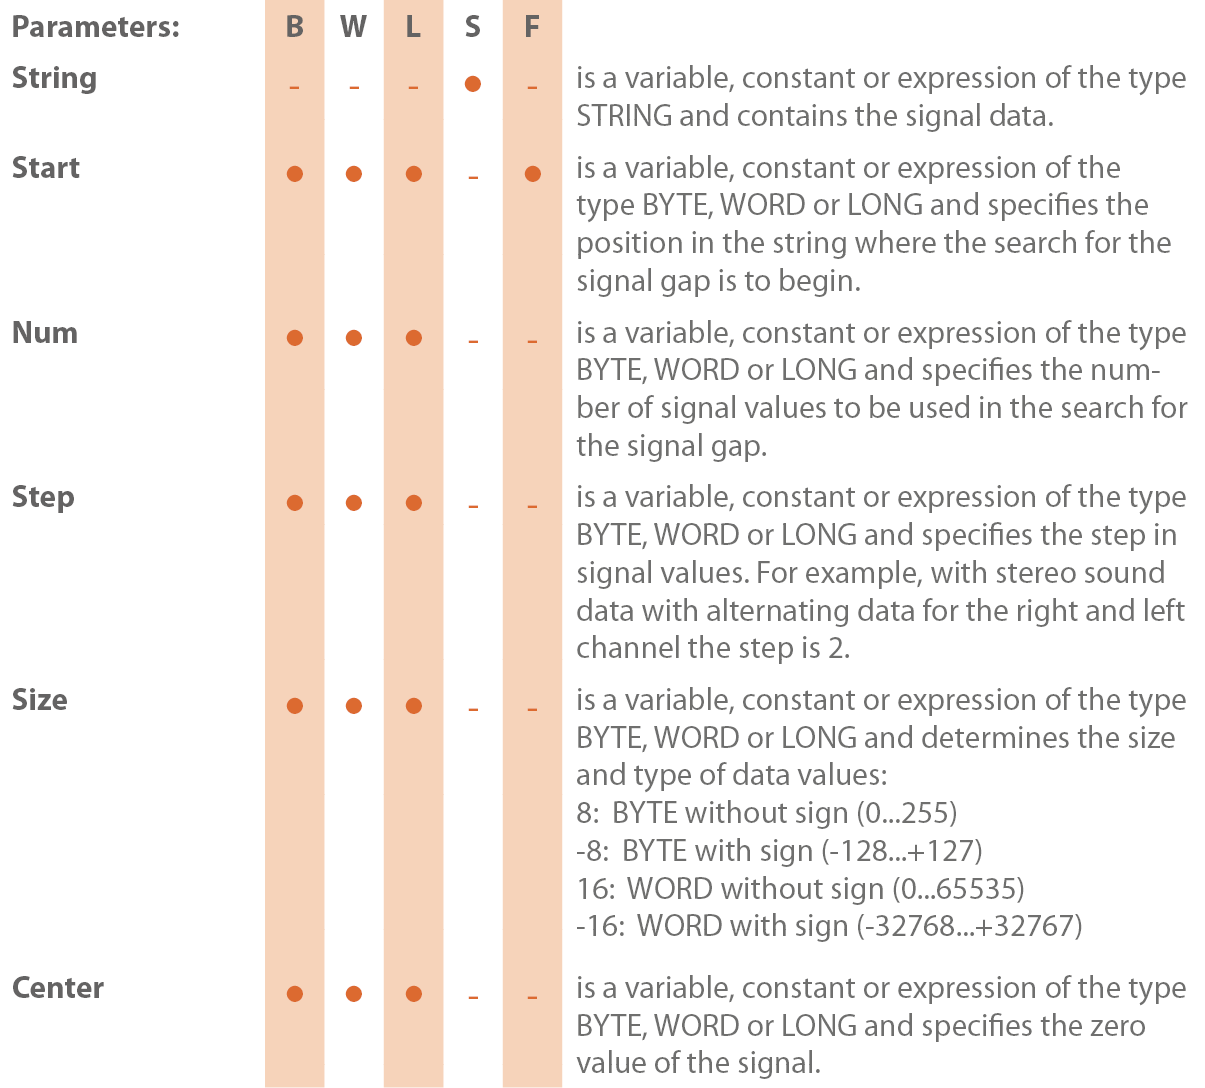 Parameters: B W L S F
String - - - ● - is a variable, constant or expression of the type
STRING and contains the signal data.
Start ● ● ● - ● is a variable, constant or expression of the
type BYTE, WORD or LONG and specifies the
position in the string where the search for the
signal gap is to begin.
Num ● ● ● - - is a variable, constant or expression of the type
BYTE, WORD or LONG and specifies the num-
ber of signal values to be used in the search for
the signal gap.
Step ● ● ● - - is a variable, constant or expression of the type
BYTE, WORD or LONG and specifies the step in
signal values. For example, with stereo sound
data with alternating data for the right and left
channel the step is 2.
Size ● ● ● - - is a variable, constant or expression of the type
BYTE, WORD or LONG and determines the size
and type of data values:
8: BYTE without sign (0...255)
-8: BYTE with sign (-128...+127)
16: WORD without sign (0...65535)
-16: WORD with sign (-32768...+32767)
Center ● ● ● - - is a variable, constant or expression of the type
BYTE, WORD or LONG and specifies the zero
value of the signal.